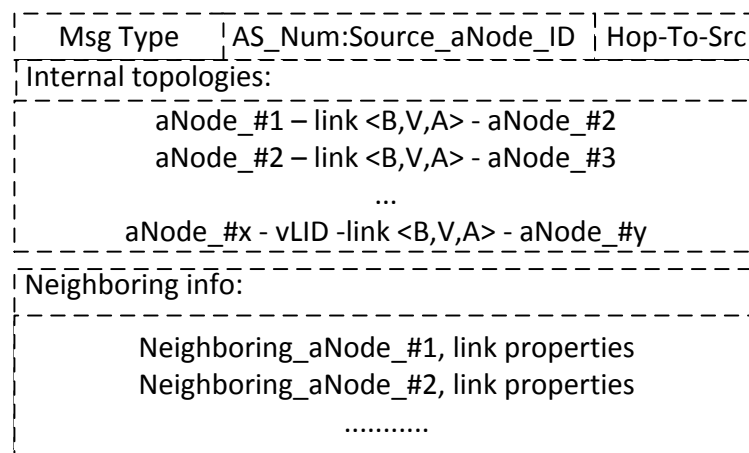 Msg Type AS_Num:Source_aNode_ID Hop-To-Src
Internal topologies:
aNode_#1 – link <B,V,A> - aNode_#2
aNode_#2 – link <B,V,A> - aNode_#3
...
aNode_#x - vLID -link <B,V,A> - aNode_#y
Neighboring info:
Neighboring_aNode_#1, link properties
Neighboring_aNode_#2, link properties
...........